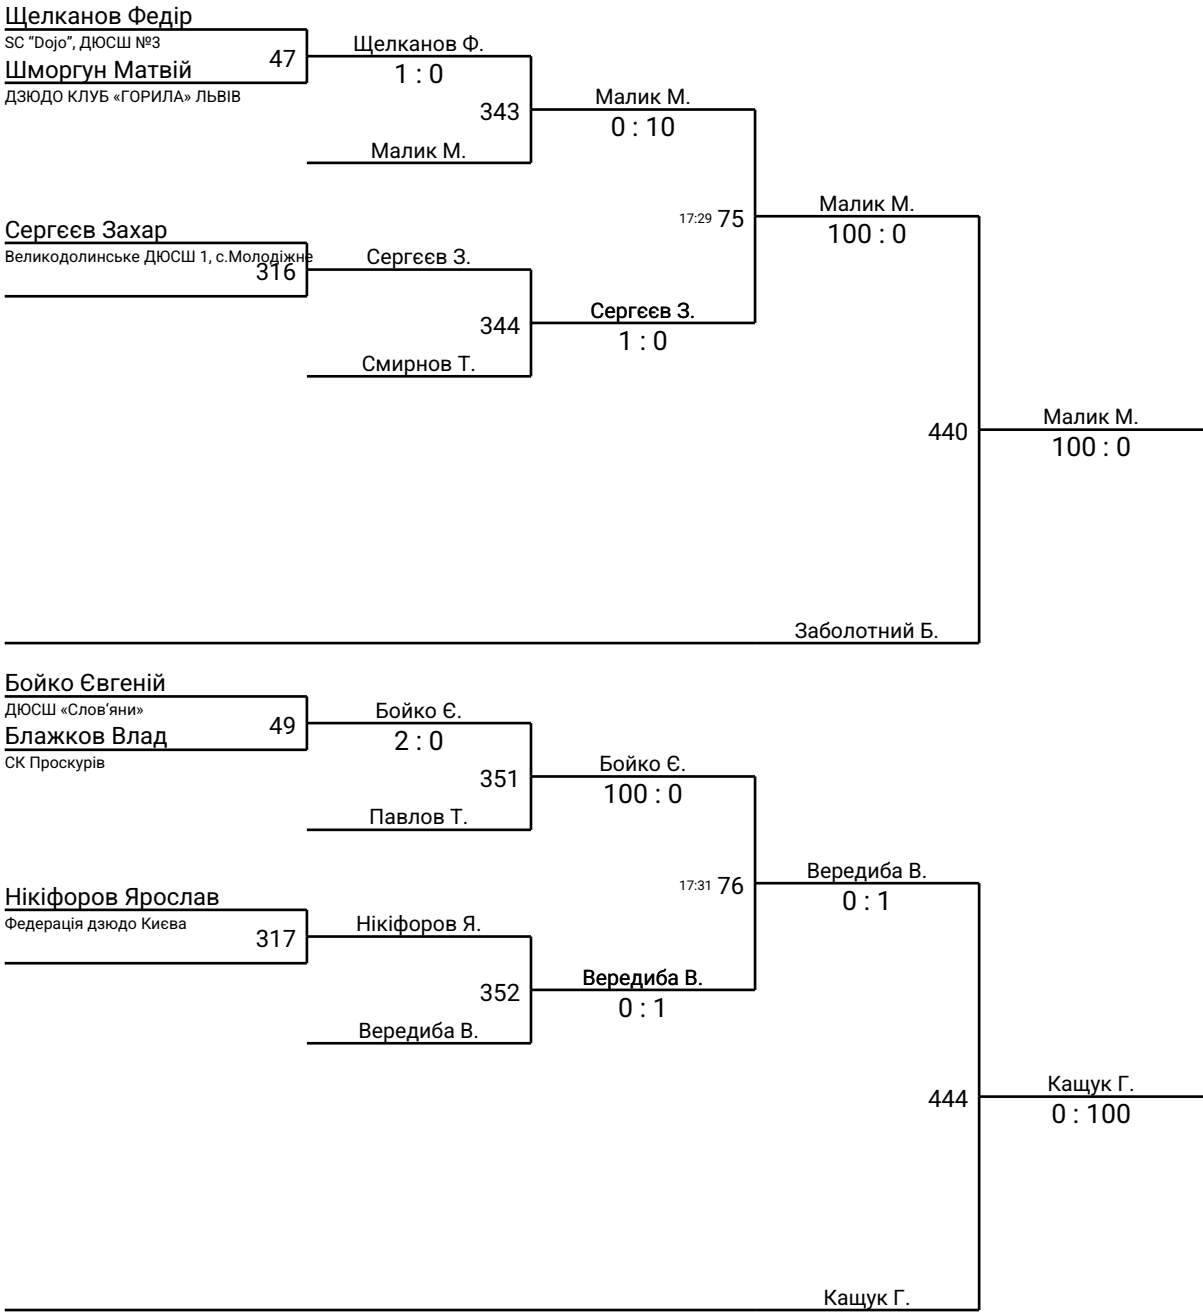 Щелканов Федір
SC “Dojo”, ДЮСШ №3
47
Шморгун Матвій
ДЗЮДО КЛУБ «ГОРИЛА» ЛЬВІВ
Щелканов Ф.
1 : 0
343
Малик М.
Малик М.
0 : 10
17:29 75
Малик М.
100 : 0
Сергєєв Захар
Великодолинське ДЮСШ 1, с.Молодіжне
316
Сергєєв З.
344
Сергєєв З.
1 : 0
Смирнов Т.
440
Малик М.
100 : 0
Заболотний Б.
Бойко Євгеній
ДЮСШ «Слов’яни»
49
Блажков Влад
СК Проскурів
Бойко Є.
2 : 0
351
Бойко Є.
100 : 0
Павлов Т.
17:31 76
Вередиба В.
0 : 1
Нікіфоров Ярослав
Федерація дзюдо Києва
317
Нікіфоров Я.
352
Вередиба В.
0 : 1
Вередиба В.
444
Кащук Г.
0 : 100
Кащук Г.